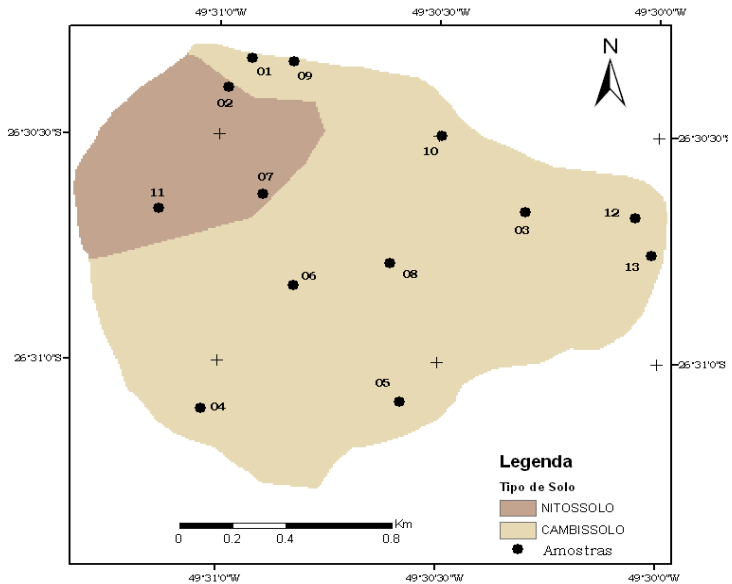 49°31'0"W
49°30'30"W
49°30'0"W
N
01
09
02
26°30'30"S
26°30'30"S
10
07
11
12
03
13
06
08
26°31'0"S
26°31'0"S
05
04
Legenda
Tipo de Solo
NITOSSOLO
CAMBISSOLO
Amostras
Km
0
0.2
0.4
0.8
49°31'0"W
49°30'30"W
49°30'0"W